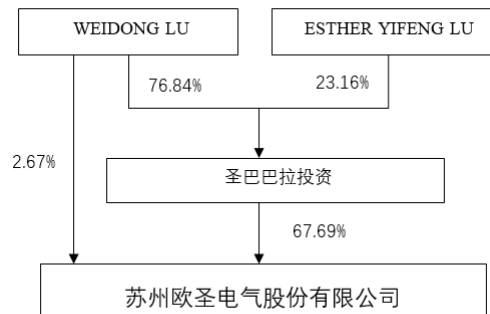 WEIDONG LU
ESTHER YIFENG LU
76.84%
23.16%
2.67%
圣巴巴拉投资
67.69%
苏州欧圣电气股份有限公司